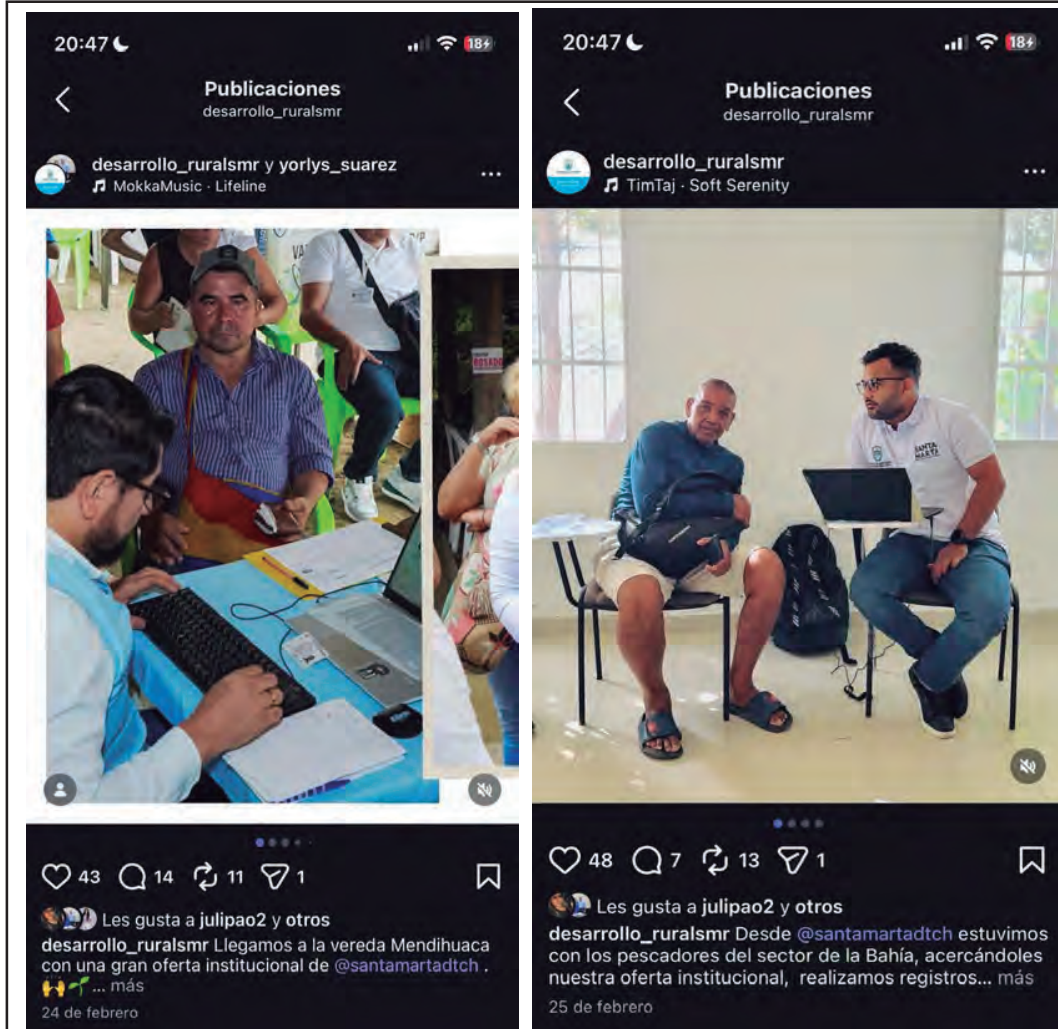 20:47
18
Publicaciones
desarrollo_ruralsmr
desarrollo_ruralsmr y yorlys_suarez
MokkaMusic · Lifeline
ROSADO
43 14 11 1
Les gusta a julipao2 y otros
desarrollo_ruralsmr Llegamos a la vereda Mendihuaca
con una gran oferta institucional de @santamartadtch .
🙌🌱... más
24 de febrero
20:47
18
Publicaciones
desarrollo_ruralsmr
desarrollo_ruralsmr
TimTaj · Soft Serenity
SANTA
MARTA
48 7 13 1
Les gusta a julipao2 y otros
desarrollo_ruralsmr Desde @santamartadtch estuvimos
con los pescadores del sector de la Bahía, acercándoles
nuestra oferta institucional, realizamos registros... más
25 de febrero